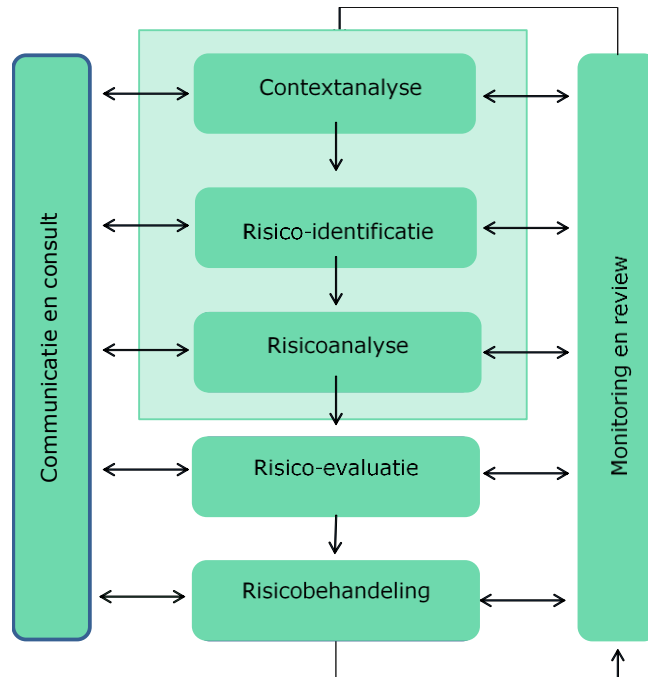 Communicatie en consult
Contextanalyse
Risico-identificatie
Risicoanalyse
Risico-evaluatie
Risicobehandeling
Monitoring en review